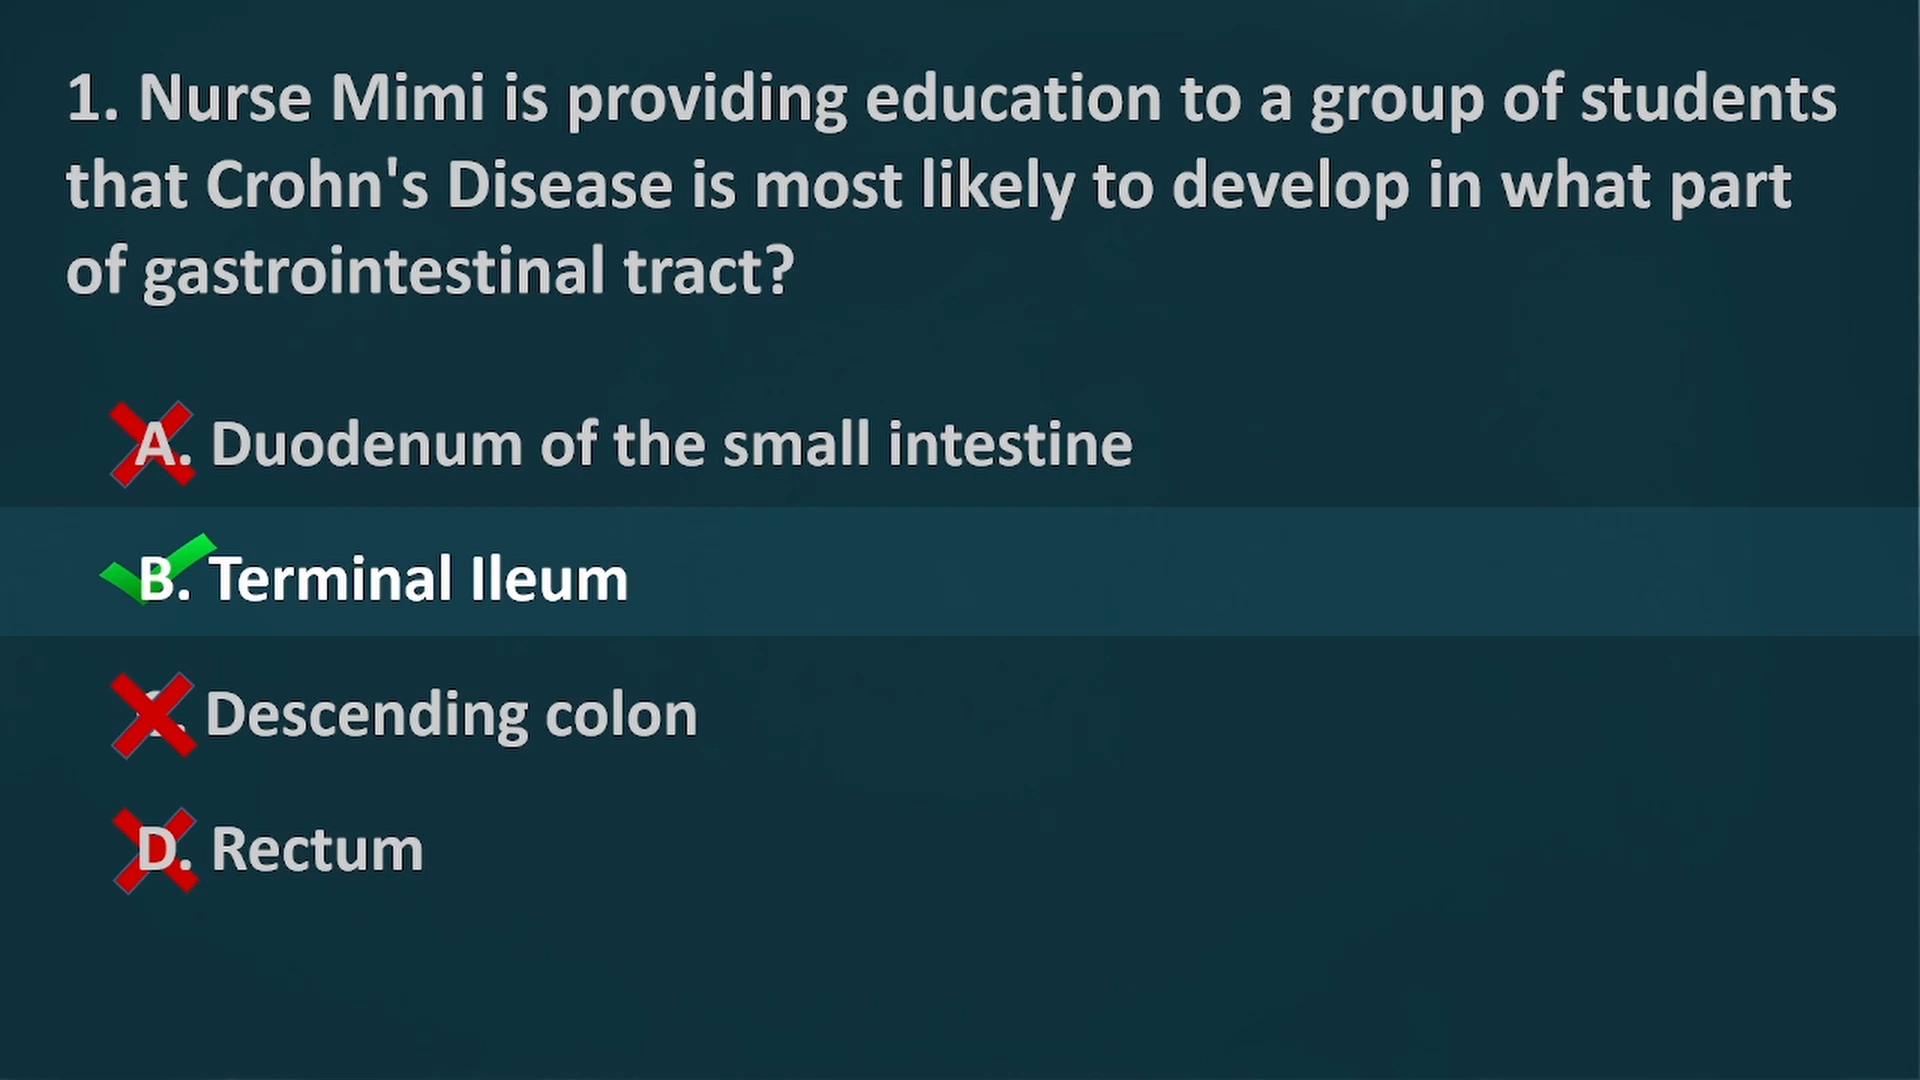 1. Nurse Mimi is providing education to a group of students
that Crohn's Disease is most likely to develop in what part
of gastrointestinal tract?
A. Duodenum of the small intestine
B. Terminal Ileum
C. Descending colon
D. Rectum